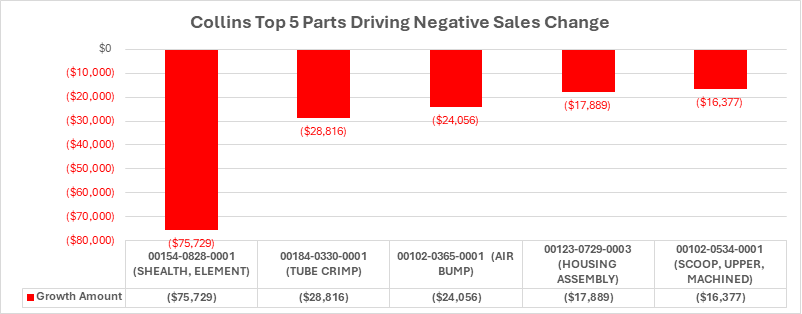 Collins Top 5 Parts Driving Negative Sales Change
$0
($10,000)
($20,000)
($30,000)
($40,000)
($50,000)
($60,000)
($70,000)
($80,000)
($75,729)
($28,816)
($24,056)
($17,889)
($16,377)
00154-0828-0001
(SHEALTH, ELEMENT)
00184-0330-0001
(TUBE CRIMP)
00102-0365-0001 (AIR
BUMP)
00123-0729-0003
(HOUSING
ASSEMBLY)
00102-0534-0001
(SCOOP, UPPER,
MACHINED)
Growth Amount ($75,729) ($28,816) ($24,056) ($17,889) ($16,377)